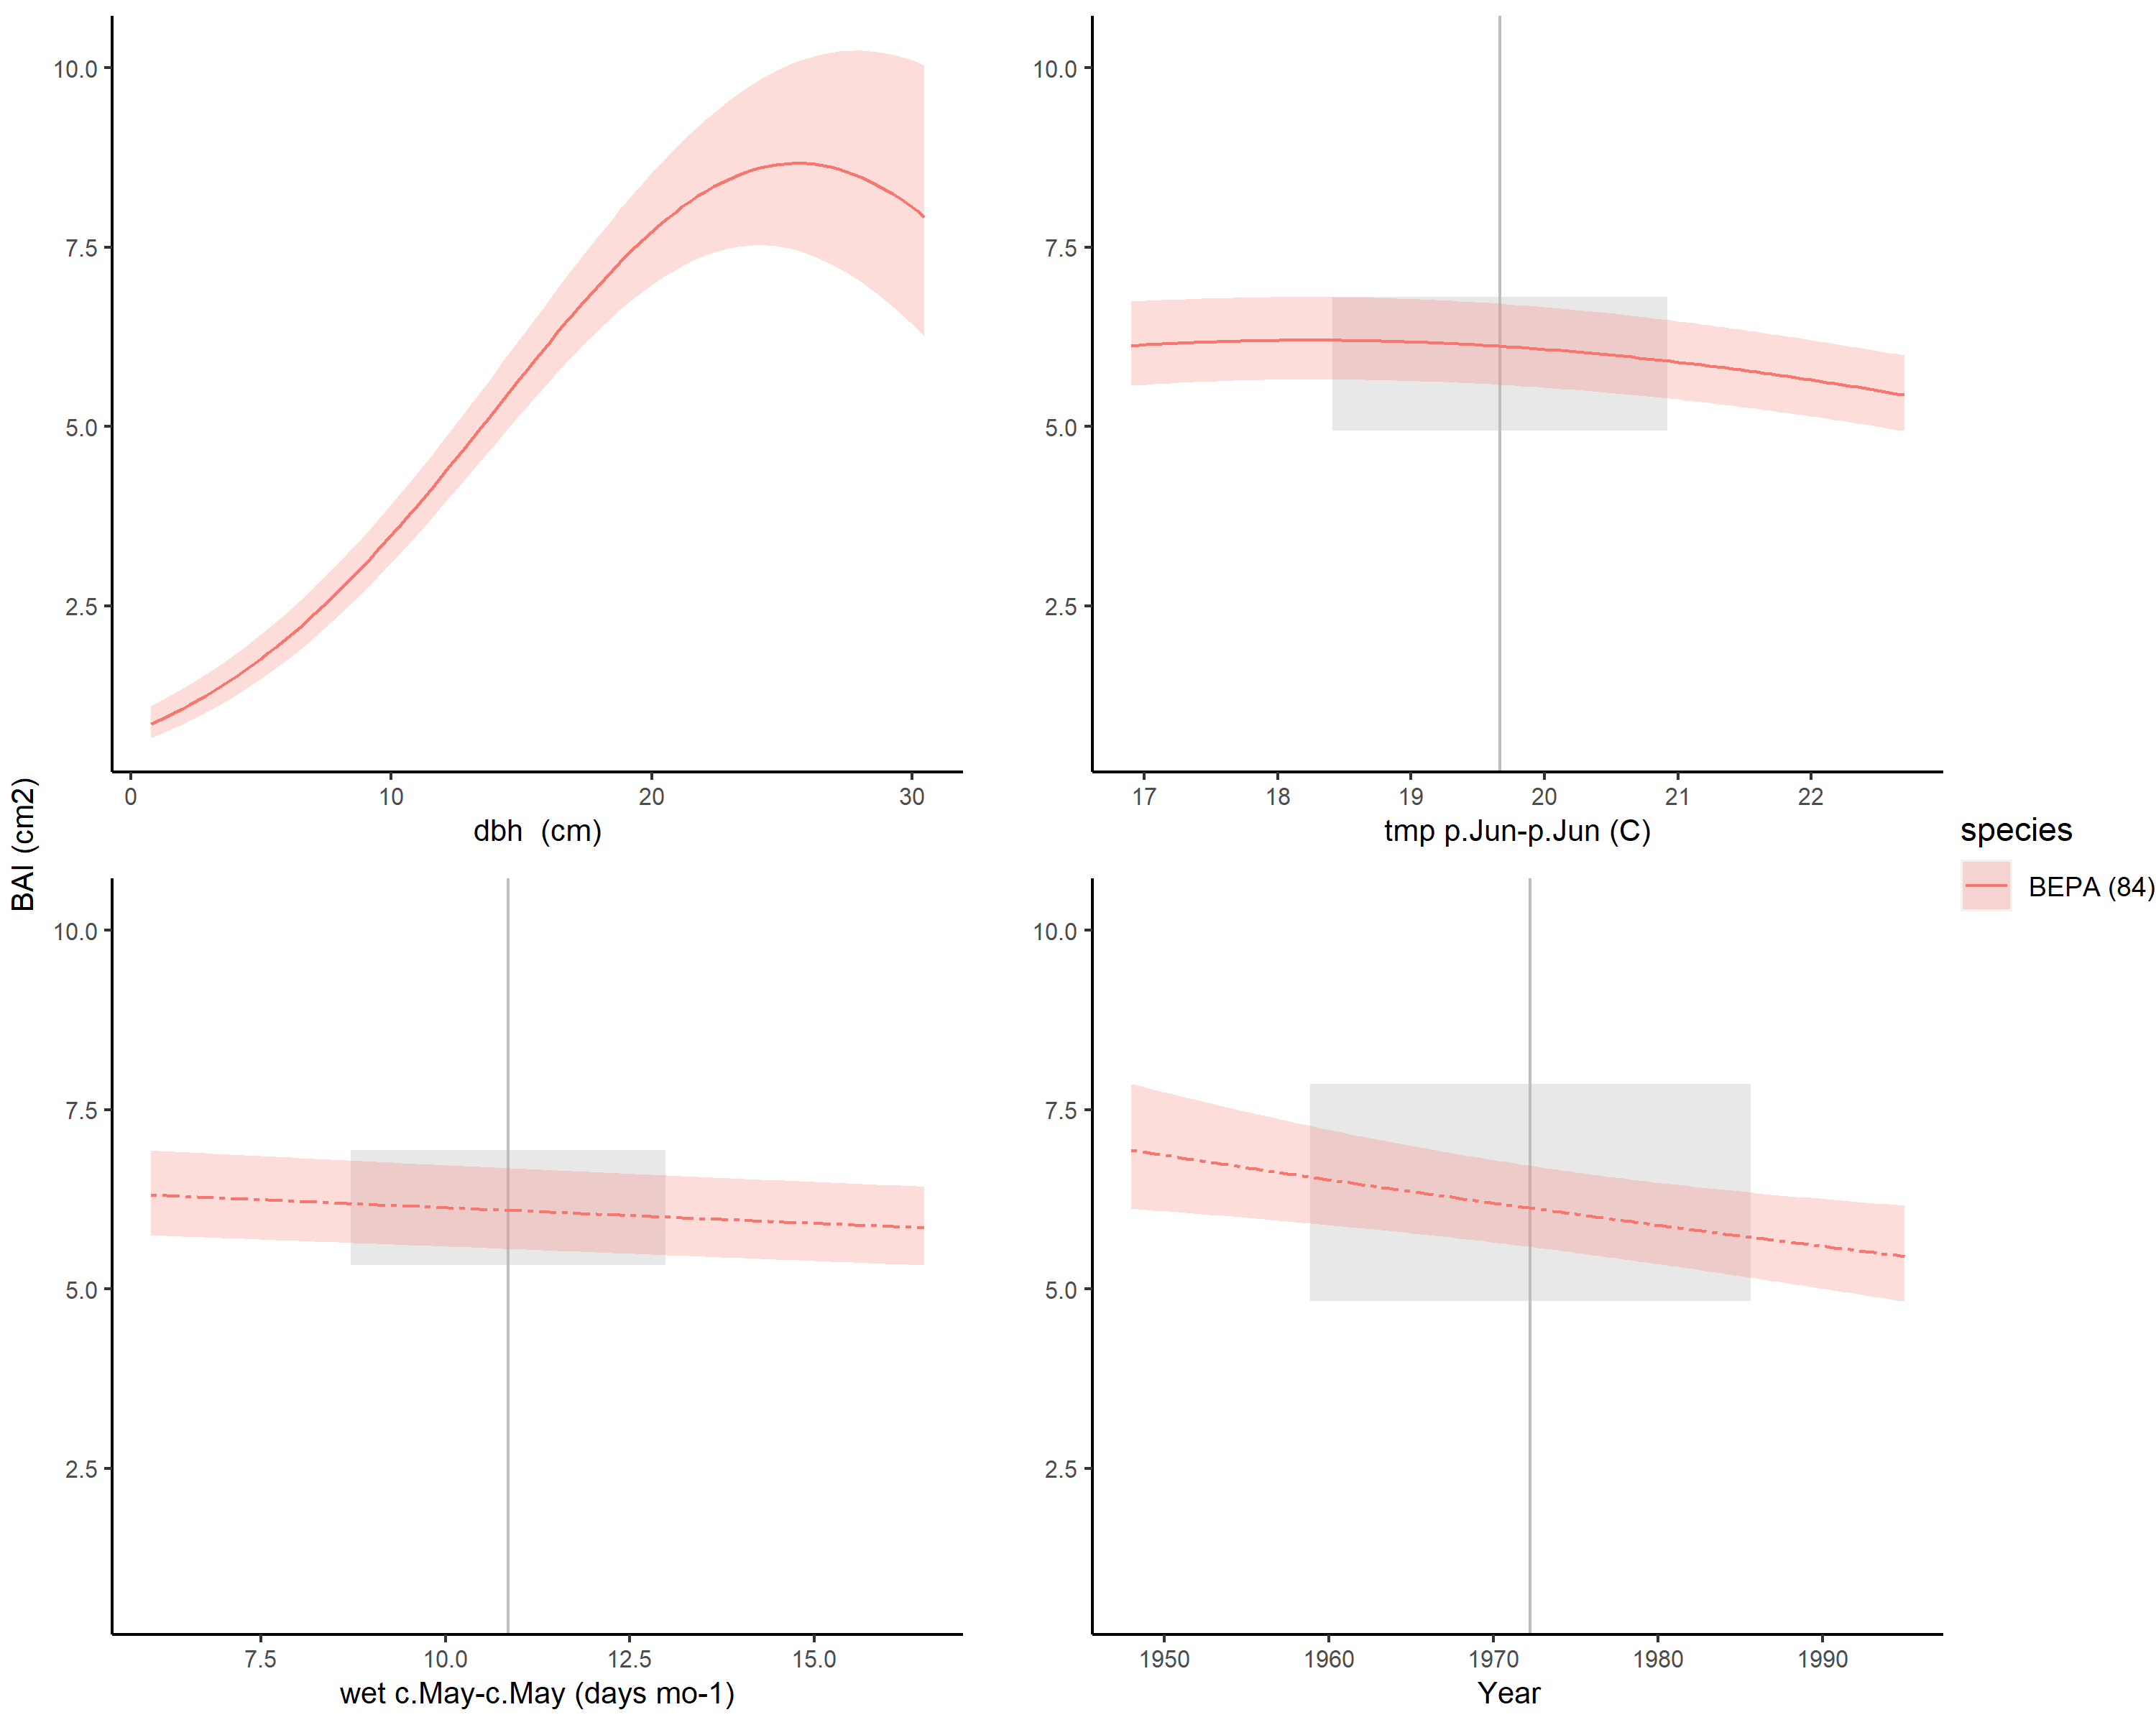 BAI (cm2)
10.0
7.5
5.0
2.5
0 10 20 30
dbh (cm)
10.0
7.5
5.0
2.5
17 18 19 20 21 22
tmp p.Jun-p.Jun (C)
10.0
7.5
5.0
2.5
7.5 10.0 12.5 15.0
wet c.May-c.May (days mo-1)
10.0
7.5
5.0
2.5
1950 1960 1970 1980 1990
Year
species
BEPA (84)